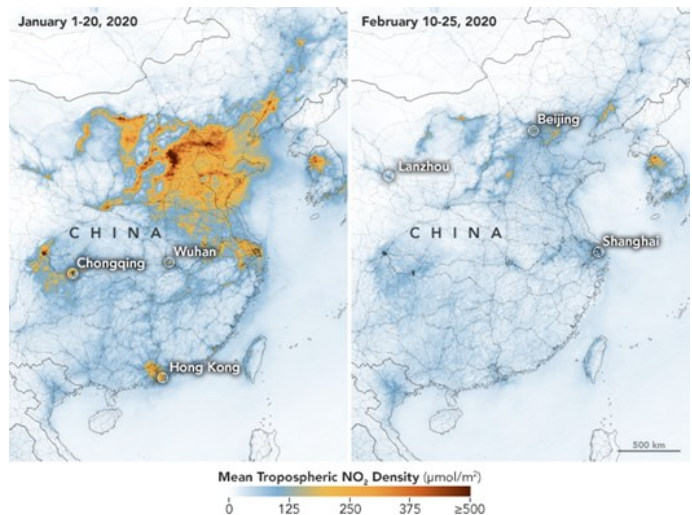 January 1-20, 2020
CHINA
Wuhan
Chongqing
Hong Kong
February 10-25, 2020
Beijing
Lanzhou
CHINA
Shanghai
500 km
Mean Tropospheric NO₂ Density (μmol/m²)
0 125 250 375 ≥500